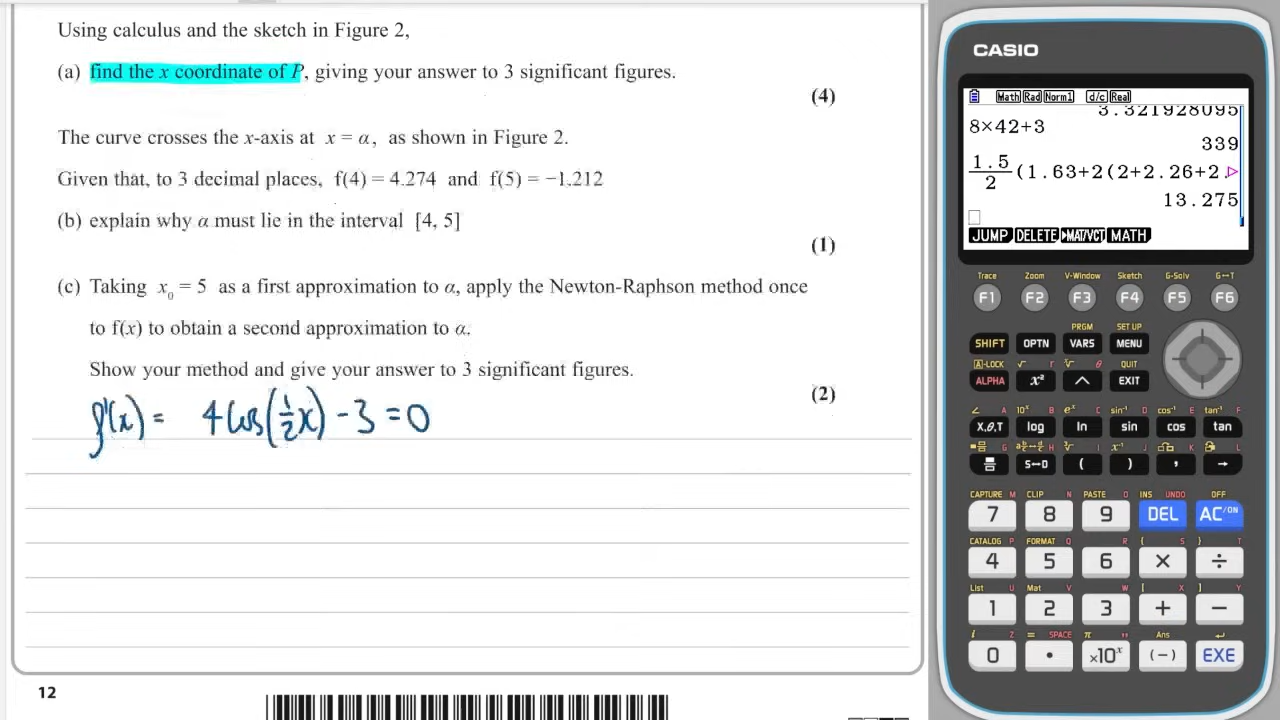 Using calculus and the sketch in Figure 2,
(a) find the x coordinate of P, giving your answer to 3 significant figures.
(4)
The curve crosses the x-axis at x = α, as shown in Figure 2.
Given that, to 3 decimal places, f(4) = 4.274 and f(5) = −1.212
(b) explain why α must lie in the interval [4, 5]
(1)
(c) Taking x₀ = 5 as a first approximation to α, apply the Newton-Raphson method once
to f(x) to obtain a second approximation to α.
Show your method and give your answer to 3 significant figures.
(2)
f'(x) = 4cos(½x) − 3 = 0
12
CASIO
Math Rad Norm1 d/c Real
3.321928095
8×42+3
339
1.5/2 (1.63+2(2+2.26+2.
13.275
JUMP DELETE ▶MAT/VCT MATH
Trace Zoom V-Window Sketch G-Solv G↔T
F1 F2 F3 F4 F5 F6
PRGM SET UP
SHIFT OPTN VARS MENU
A-LOCK √ r ˣ√ θ QUIT
ALPHA x² ^ EXIT
∠ A 10ˣ B eˣ C sin⁻¹ D cos⁻¹ E tan⁻¹ F
X,θ,T log ln sin cos tan
G H I x⁻¹ J K L
S↔D ( ) , →
CAPTURE M CLIP N PASTE O INS UNDO OFF
7 8 9 DEL AC/ON
CATALOG P FORMAT Q R { S } T
4 5 6 × ÷
List U Mat V W [ X ] Y
1 2 3 + −
i Z = SPACE π " Ans ↵
0 . ×10ˣ (−) EXE